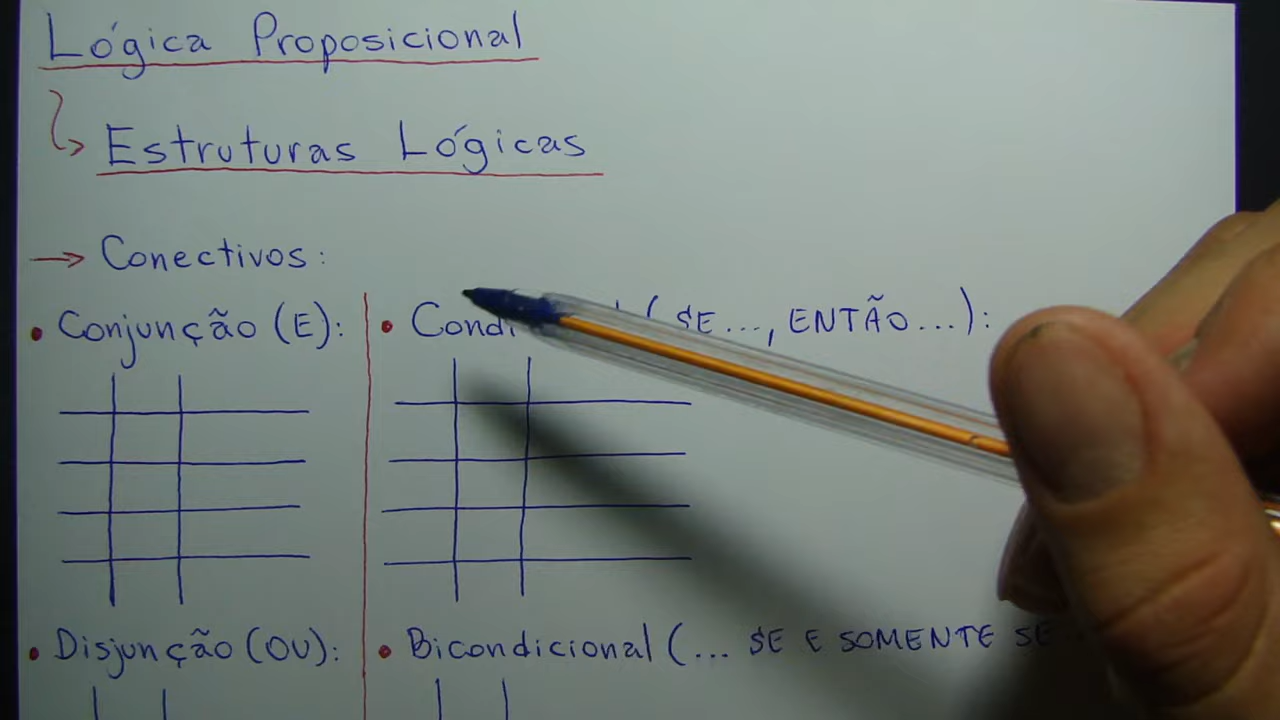 Lógica Proposicional
Estruturas Lógicas
→ Conectivos:
• Conjunção (E):
• (SE..., ENTÃO...):
• Disjunção (OU):
• Bicondicional (... SE E SOMENTE SE